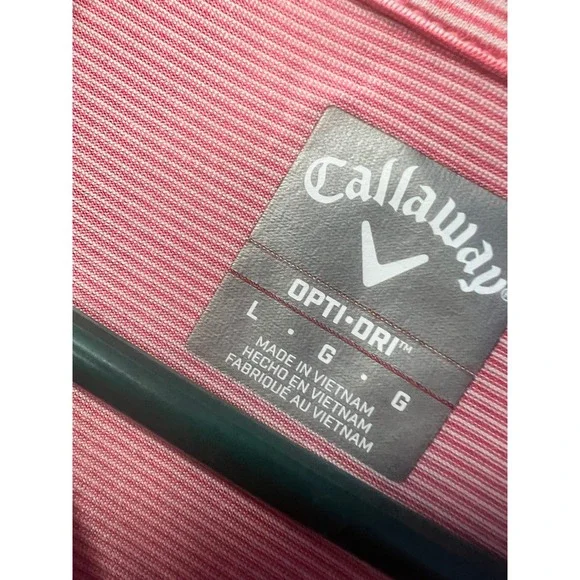 Callaway®
OPTI•DRI™
L • G • G
MADE IN VIETNAM
HECHO EN VIETNAM
FABRIQUÉ AU VIETNAM